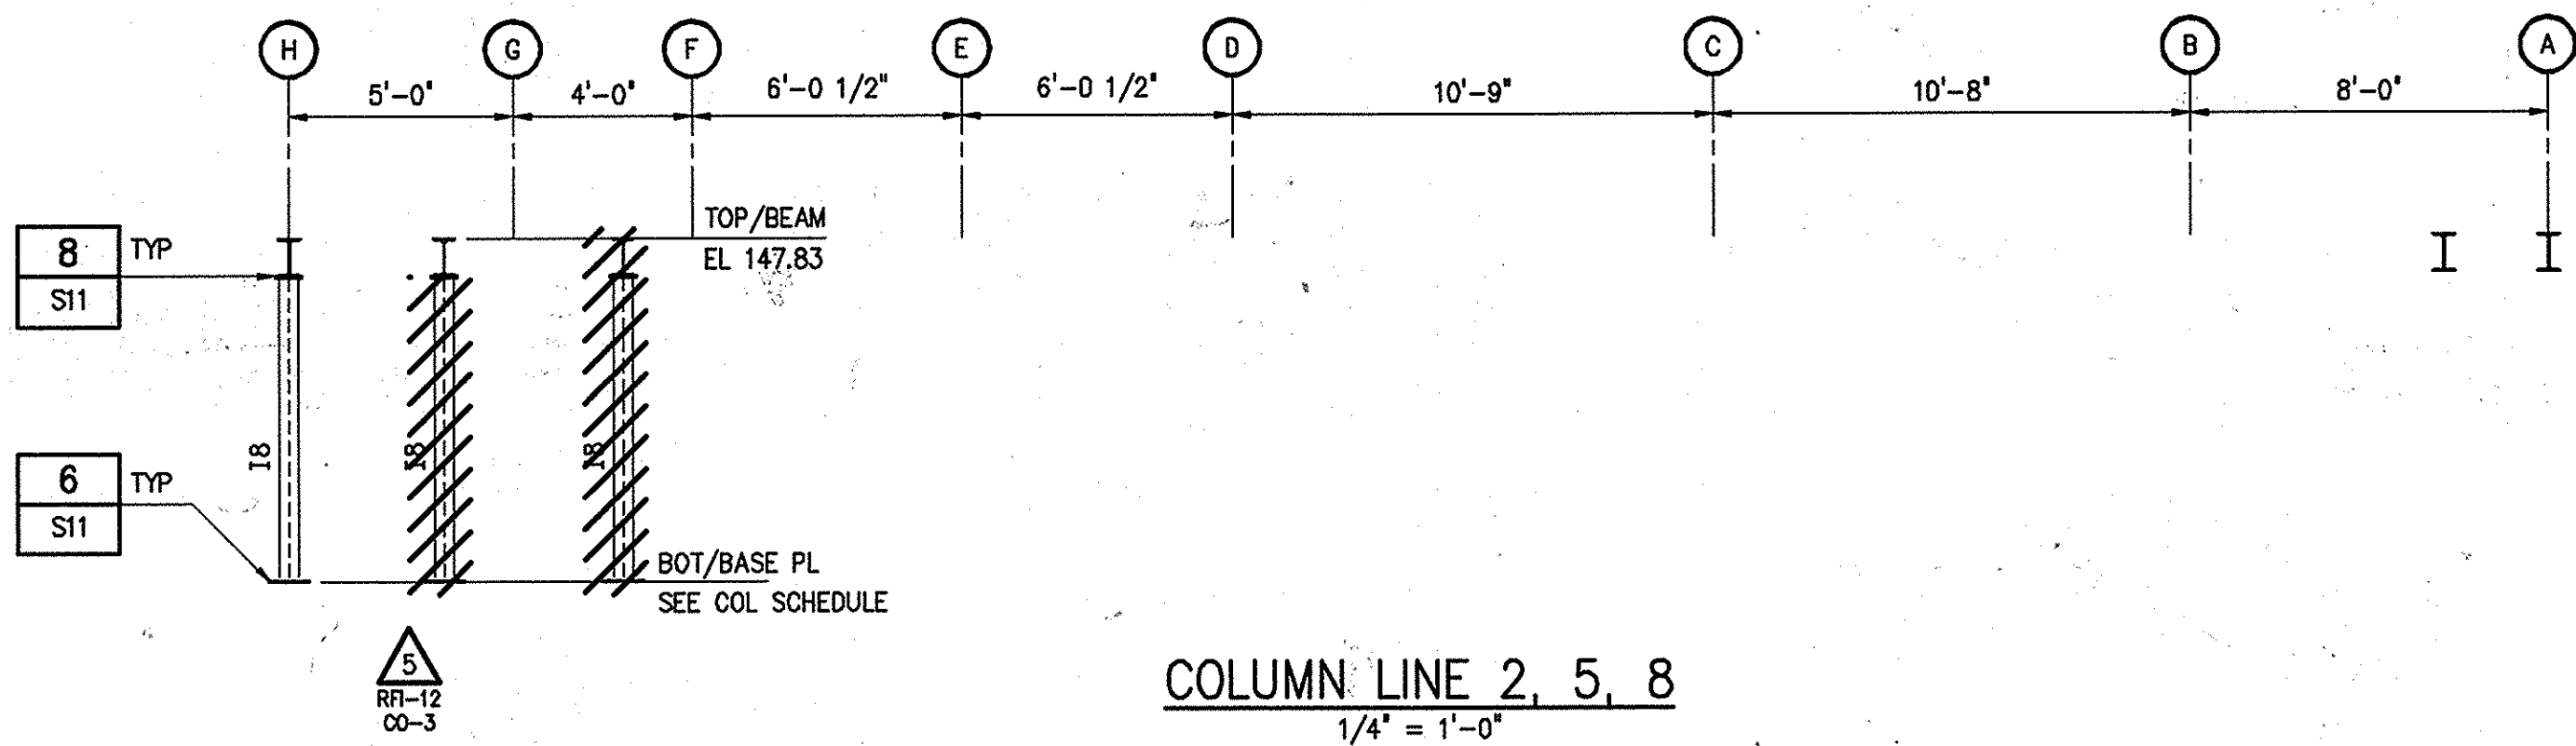 H G F E D C B A
5'-0" 4'-0" 6'-0 1/2" 6'-0 1/2" 10'-9" 10'-8" 8'-0"
TOP/BEAM
EL 147.83
8 TYP
S11
I8 I8 I8
6 TYP
S11
BOT/BASE PL
SEE COL SCHEDULE
5
RFI-12
CO-3
COLUMN LINE 2, 5, 8
1/4" = 1'-0"